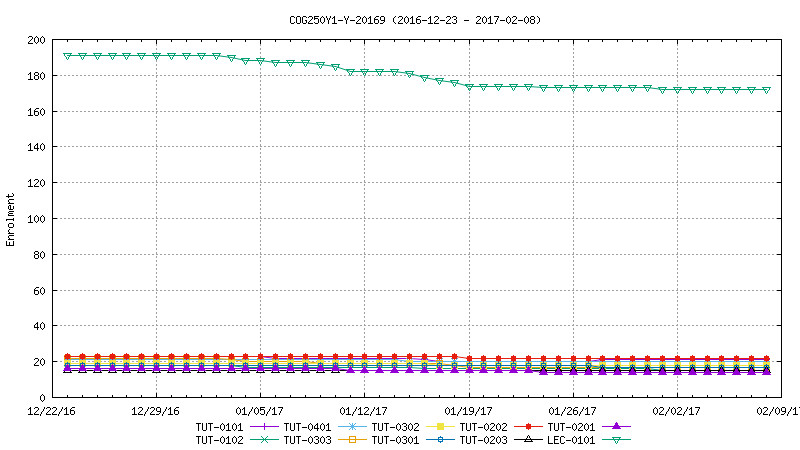 COG250Y1-Y-20169 (2016-12-23 - 2017-02-08)
200
180
160
140
120
100
80
60
40
20
0
Enrolment
12/22/16 12/29/16 01/05/17 01/12/17 01/19/17 01/26/17 02/02/17 02/09/17
TUT-0101 TUT-0401 TUT-0302 TUT-0202 TUT-0201
TUT-0102 TUT-0303 TUT-0301 TUT-0203 LEC-0101